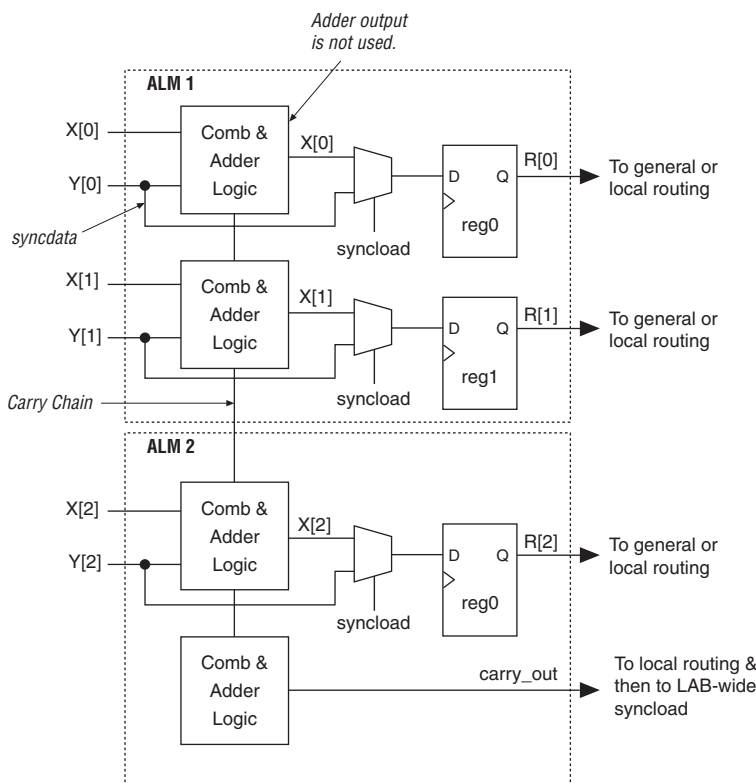 Adder output
is not used.
ALM 1
X[0]
Comb &
Adder
Logic
X[0]
Y[0]
syncdata
syncload
D
Q
reg0
R[0]
To general or
local routing
X[1]
Comb &
Adder
Logic
X[1]
Y[1]
syncload
D
Q
reg1
R[1]
To general or
local routing
Carry Chain
ALM 2
X[2]
Comb &
Adder
Logic
X[2]
Y[2]
syncload
D
Q
reg0
R[2]
To general or
local routing
Comb &
Adder
Logic
carry_out
To local routing &
then to LAB-wide
syncload